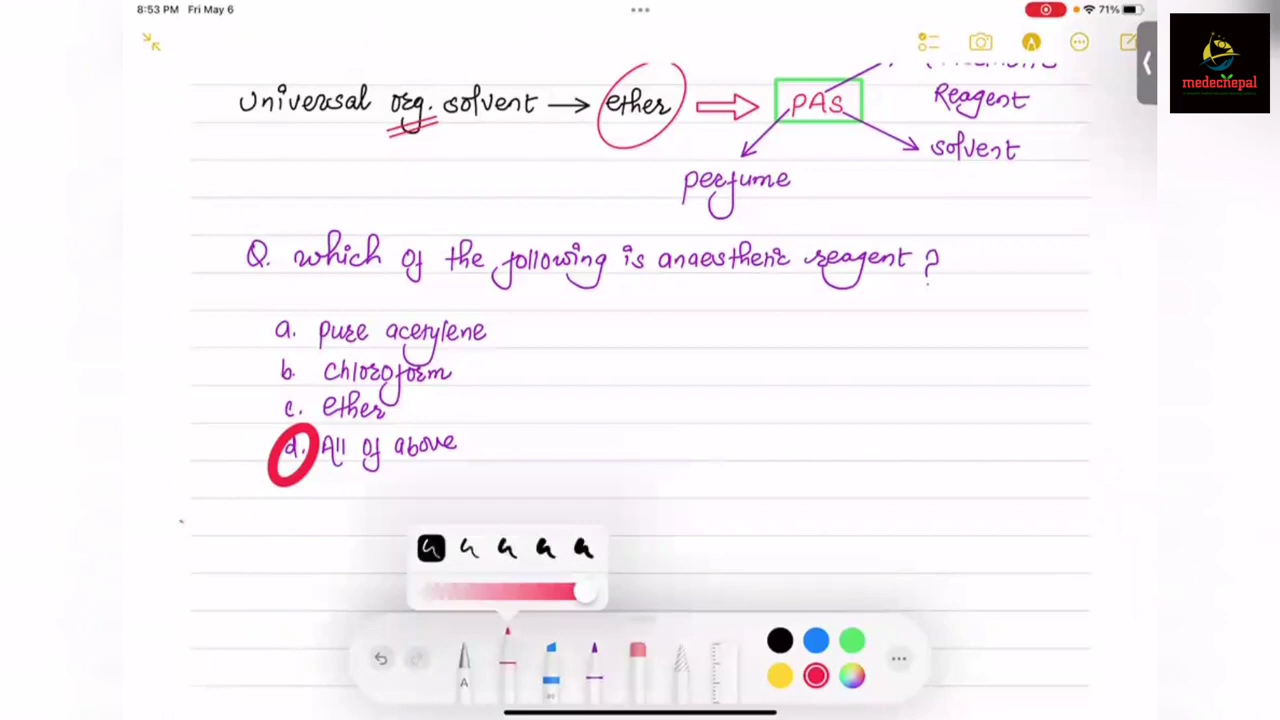 8:53 PM Fri May 6
71%
medecnepal
universal org. solvent → ether ⇒ PAS
Reagent
solvent
perfume
Q. which of the following is anaesthetic reagent?
a. pure acetylene
b. chloroform
c. ether
d. All of above
A